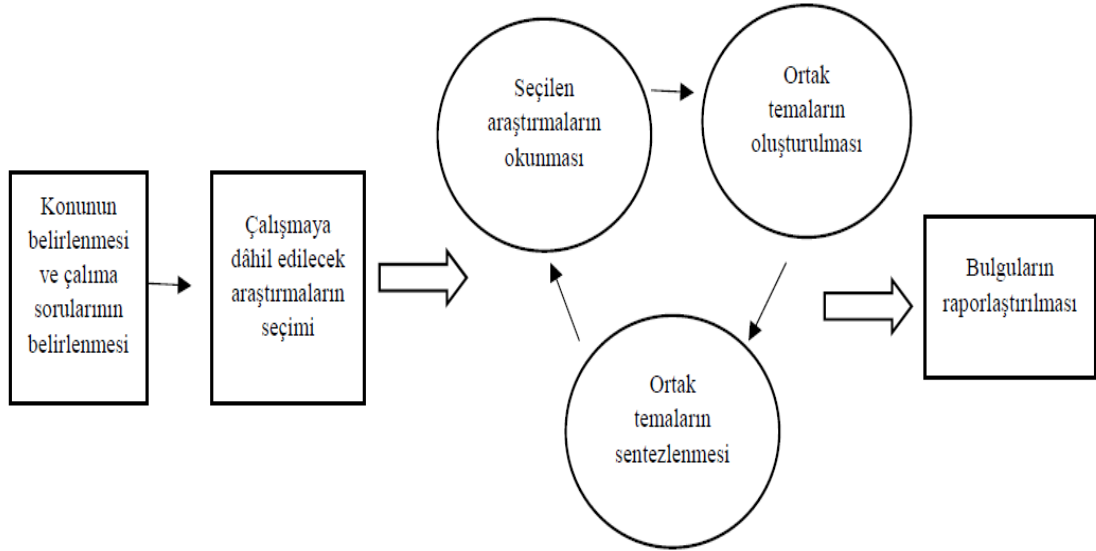 Konunun
belirlenmesi
ve çalıma
sorularının
belirlenmesi
Çalışmaya
dâhil edilecek
araştırmaların
seçimi
Seçilen
araştırmaların
okunması
Ortak
temaların
oluşturulması
Ortak
temaların
sentezlenmesi
Bulguların
raporlaştırılması